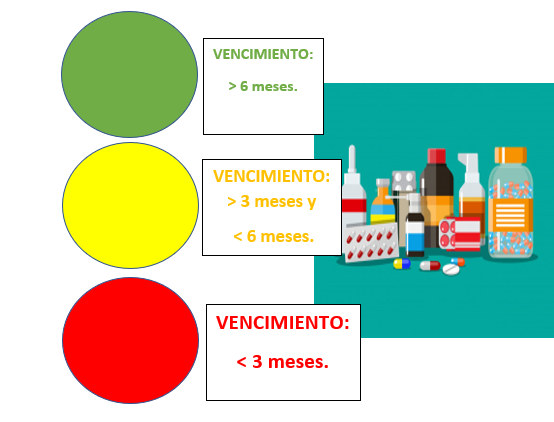 VENCIMIENTO:
> 6 meses.
VENCIMIENTO:
> 3 meses y
< 6 meses.
VENCIMIENTO:
< 3 meses.